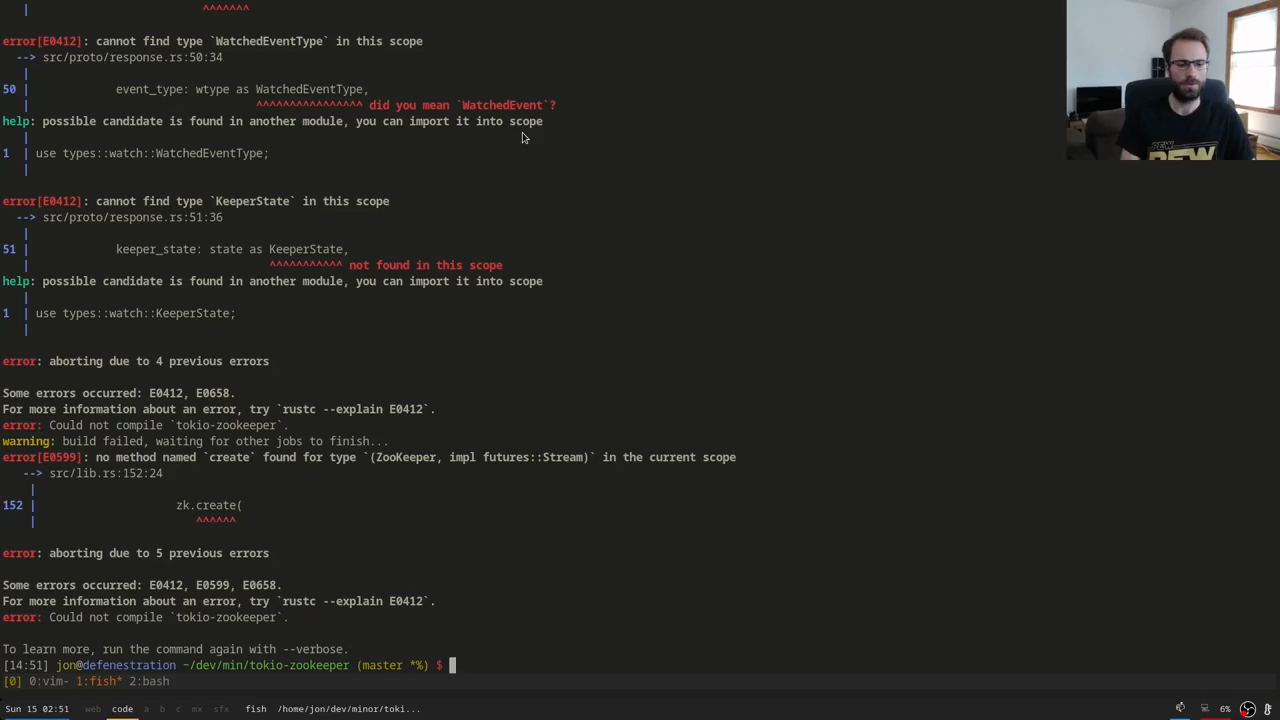 |                          ^^^^^^^
error[E0412]: cannot find type `WatchedEventType` in this scope
--> src/proto/response.rs:50:34
|
50 |             event_type: wtype as WatchedEventType,
|                                  ^^^^^^^^^^^^^^^^ did you mean `WatchedEvent`?
help: possible candidate is found in another module, you can import it into scope
|
1  | use types::watch::WatchedEventType;
|
error[E0412]: cannot find type `KeeperState` in this scope
--> src/proto/response.rs:51:36
|
51 |             keeper_state: state as KeeperState,
|                                    ^^^^^^^^^^^ not found in this scope
help: possible candidate is found in another module, you can import it into scope
|
1  | use types::watch::KeeperState;
|
error: aborting due to 4 previous errors
Some errors occurred: E0412, E0658.
For more information about an error, try `rustc --explain E0412`.
error: Could not compile `tokio-zookeeper`.
warning: build failed, waiting for other jobs to finish...
error[E0599]: no method named `create` found for type `(ZooKeeper, impl futures::Stream)` in the current scope
--> src/lib.rs:152:24
|
152 |                     zk.create(
|                        ^^^^^^
error: aborting due to 5 previous errors
Some errors occurred: E0412, E0599, E0658.
For more information about an error, try `rustc --explain E0412`.
error: Could not compile `tokio-zookeeper`.
To learn more, run the command again with --verbose.
[14:51] jon@defenestration ~/dev/min/tokio-zookeeper (master *%) $
[0] 0:vim- 1:fish* 2:bash
Sun 15 02:51 web code a b c mx sfx fish /home/jon/dev/minor/toki... 6%
PEW